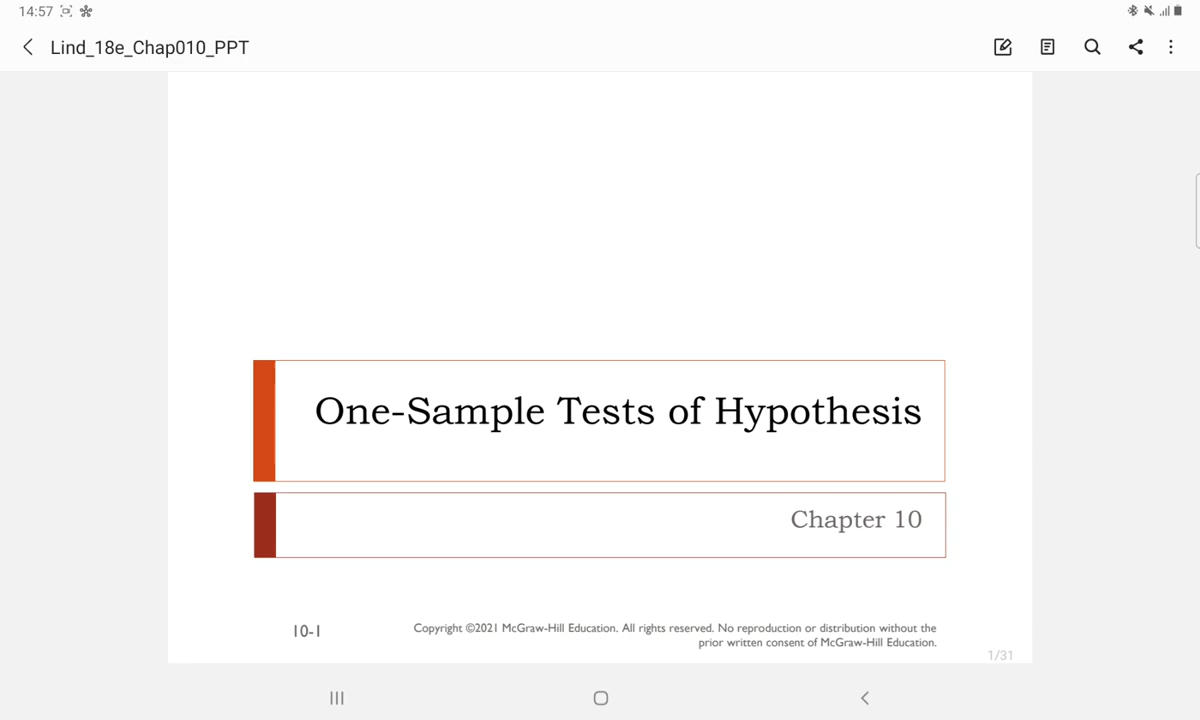 14:57
Lind_18e_Chap010_PPT
One-Sample Tests of Hypothesis
Chapter 10
10-1
Copyright ©2021 McGraw-Hill Education. All rights reserved. No reproduction or distribution without the
prior written consent of McGraw-Hill Education.
1/31